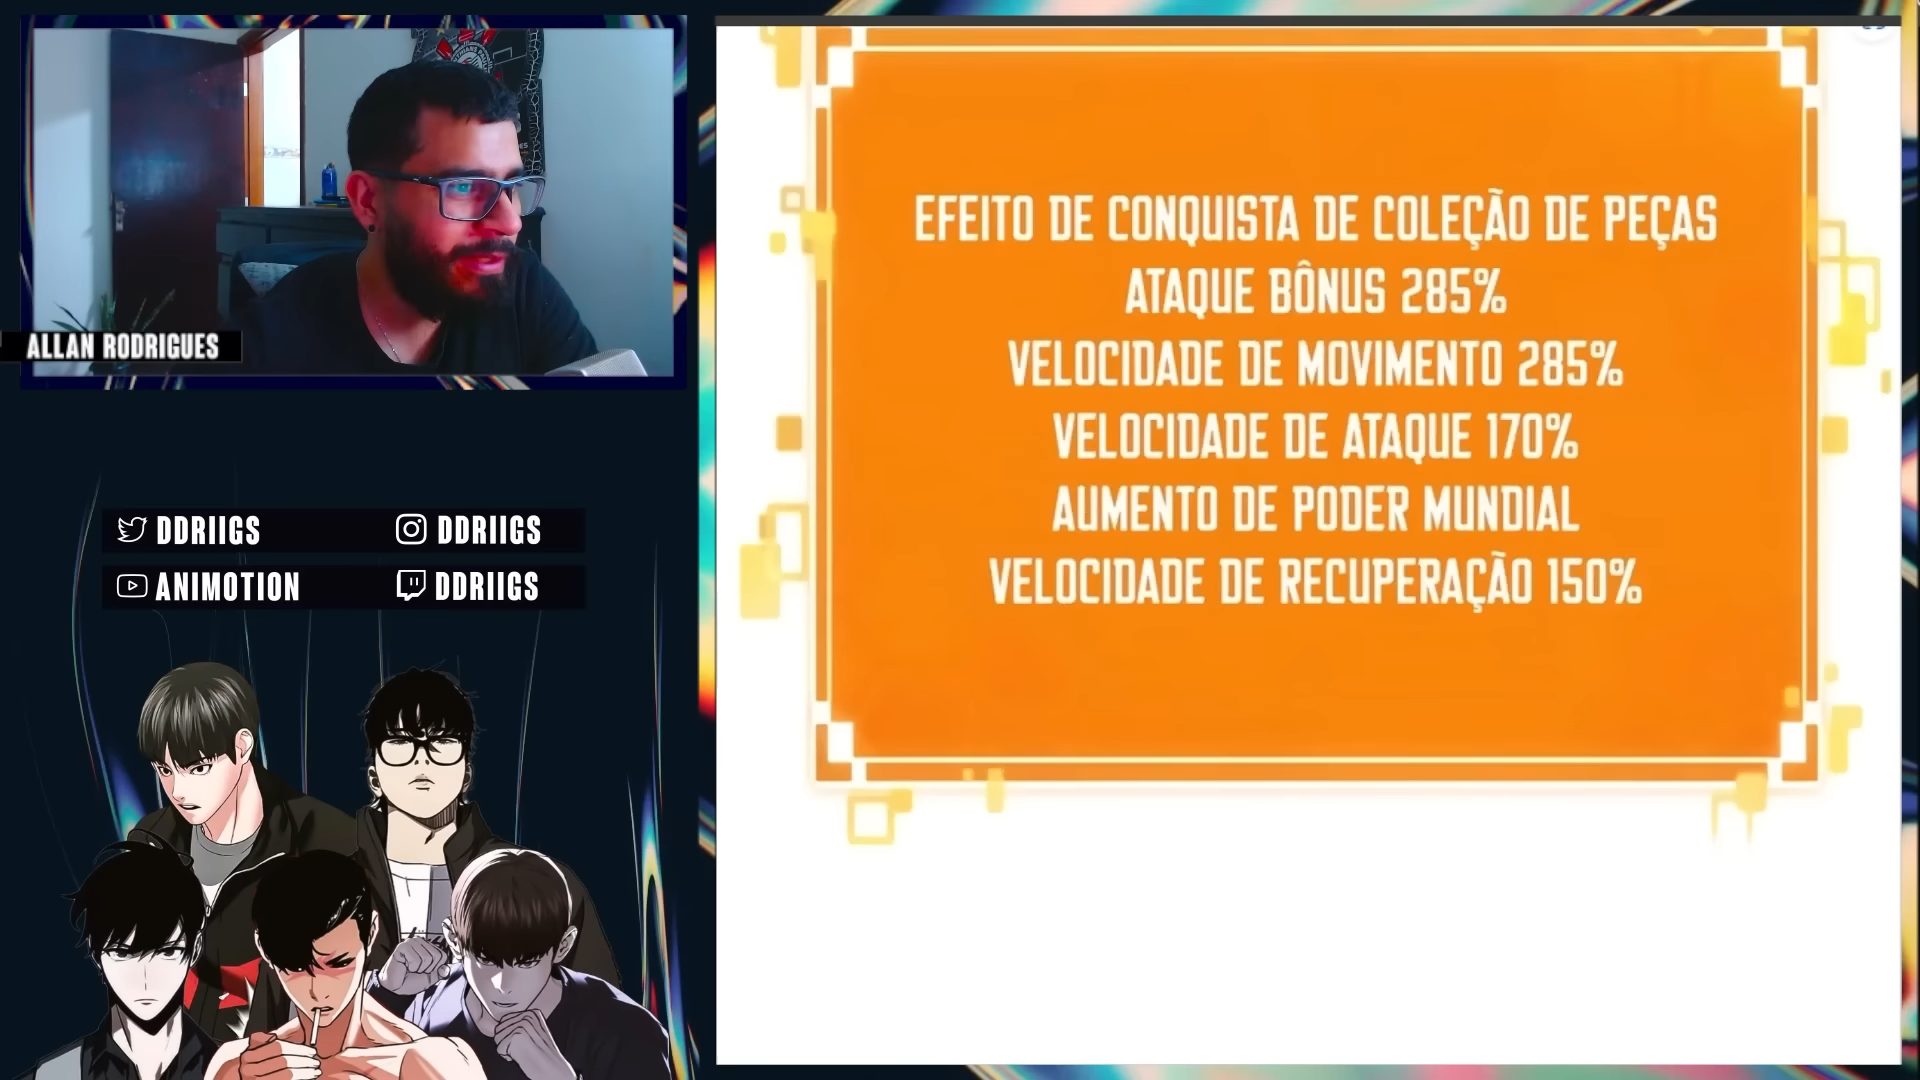 ALLAN RODRIGUES
DDRIIGS
DDRIIGS
ANIMOTION
DDRIIGS
EFEITO DE CONQUISTA DE COLEÇÃO DE PEÇAS
ATAQUE BÔNUS 285%
VELOCIDADE DE MOVIMENTO 285%
VELOCIDADE DE ATAQUE 170%
AUMENTO DE PODER MUNDIAL
VELOCIDADE DE RECUPERAÇÃO 150%